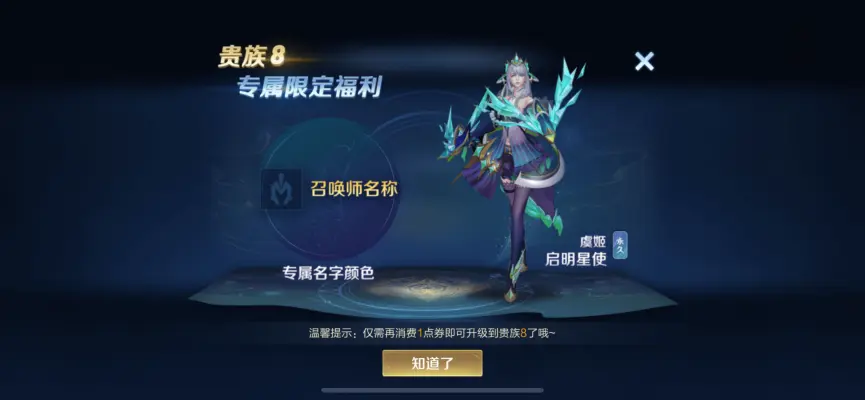 贵族8
专属限定福利
召唤师名称
专属名字颜色
虞姬
启明星使
永久
温馨提示：仅需再消费1点券即可升级到贵族8了哦~
知道了